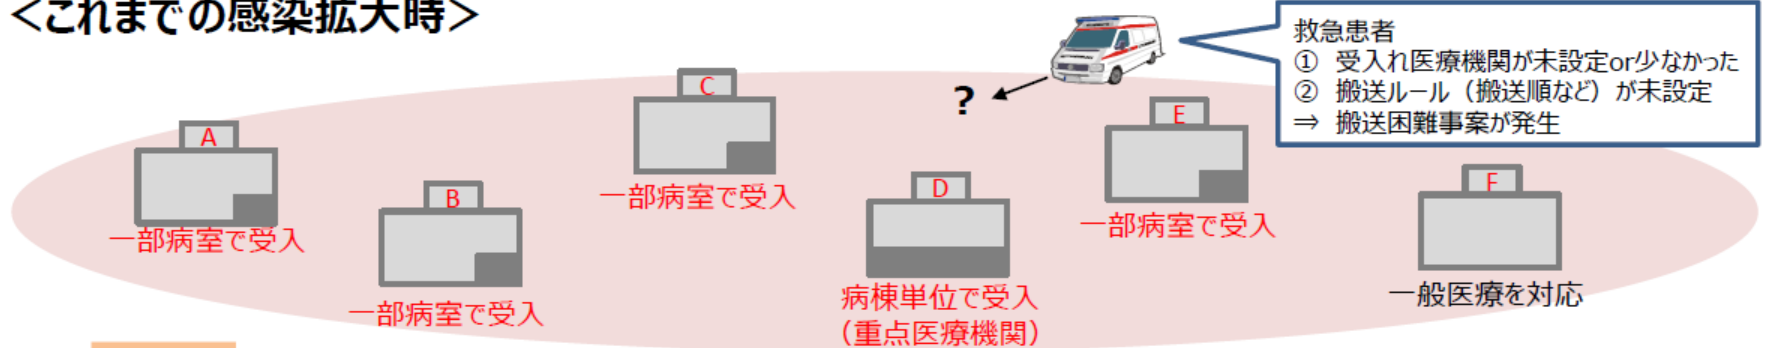 <これまでの感染拡大時>
救急患者
① 受入れ医療機関が未設定or少なかった
② 搬送ルール（搬送順など）が未設定
⇒ 搬送困難事案が発生
?
A
一部病室で受入
B
一部病室で受入
C
一部病室で受入
D
病棟単位で受入
（重点医療機関）
E
一部病室で受入
F
一般医療を対応